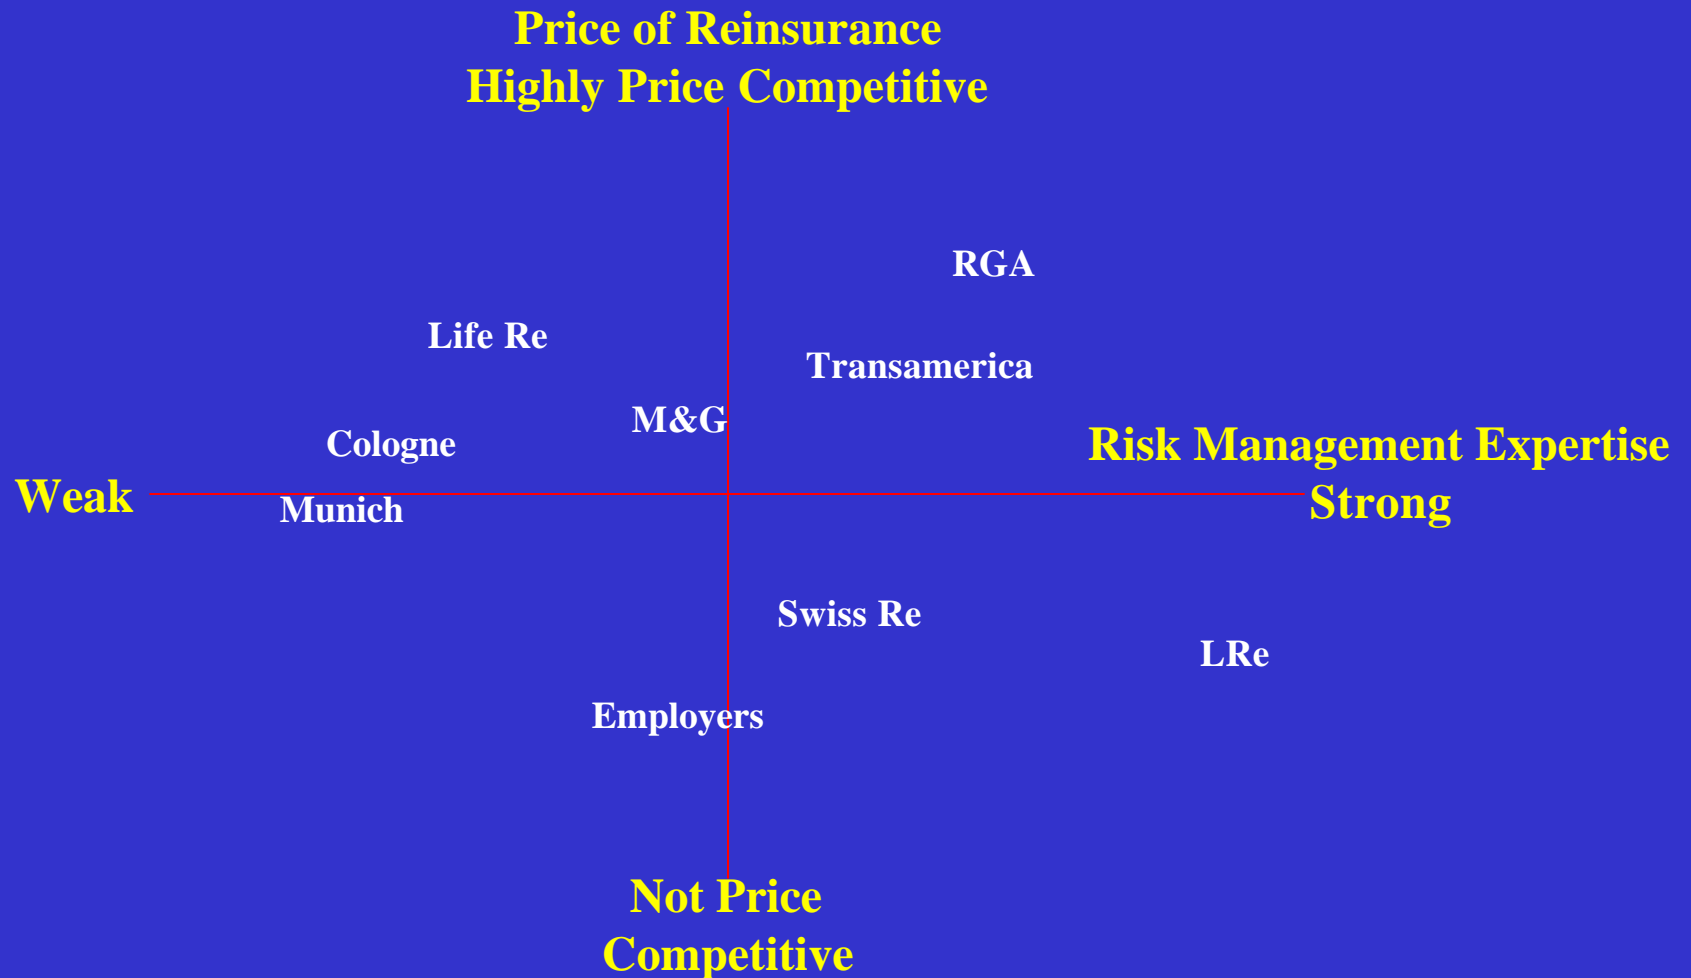 Price of Reinsurance
Highly Price Competitive
RGA
Life Re
Transamerica
M&G
Cologne
Risk Management Expertise
Weak
Strong
Munich
Swiss Re
LRe
Employers
Not Price
Competitive